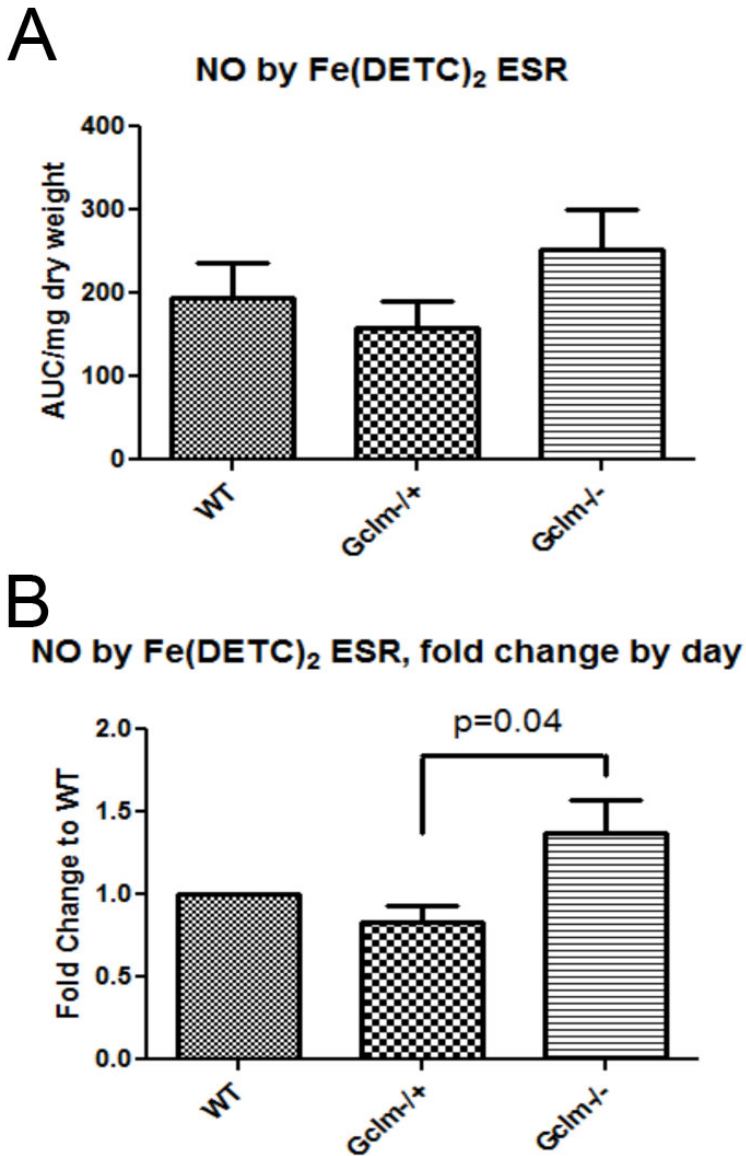 A
NO by Fe(DETC)₂ ESR
400
300
200
100
0
AUC/mg dry weight
WT
Gclm-/+
Gclm-/-
B
NO by Fe(DETC)₂ ESR, fold change by day
p=0.04
2.0
1.5
1.0
0.5
0.0
Fold Change to WT
WT
Gclm-/+
Gclm-/-